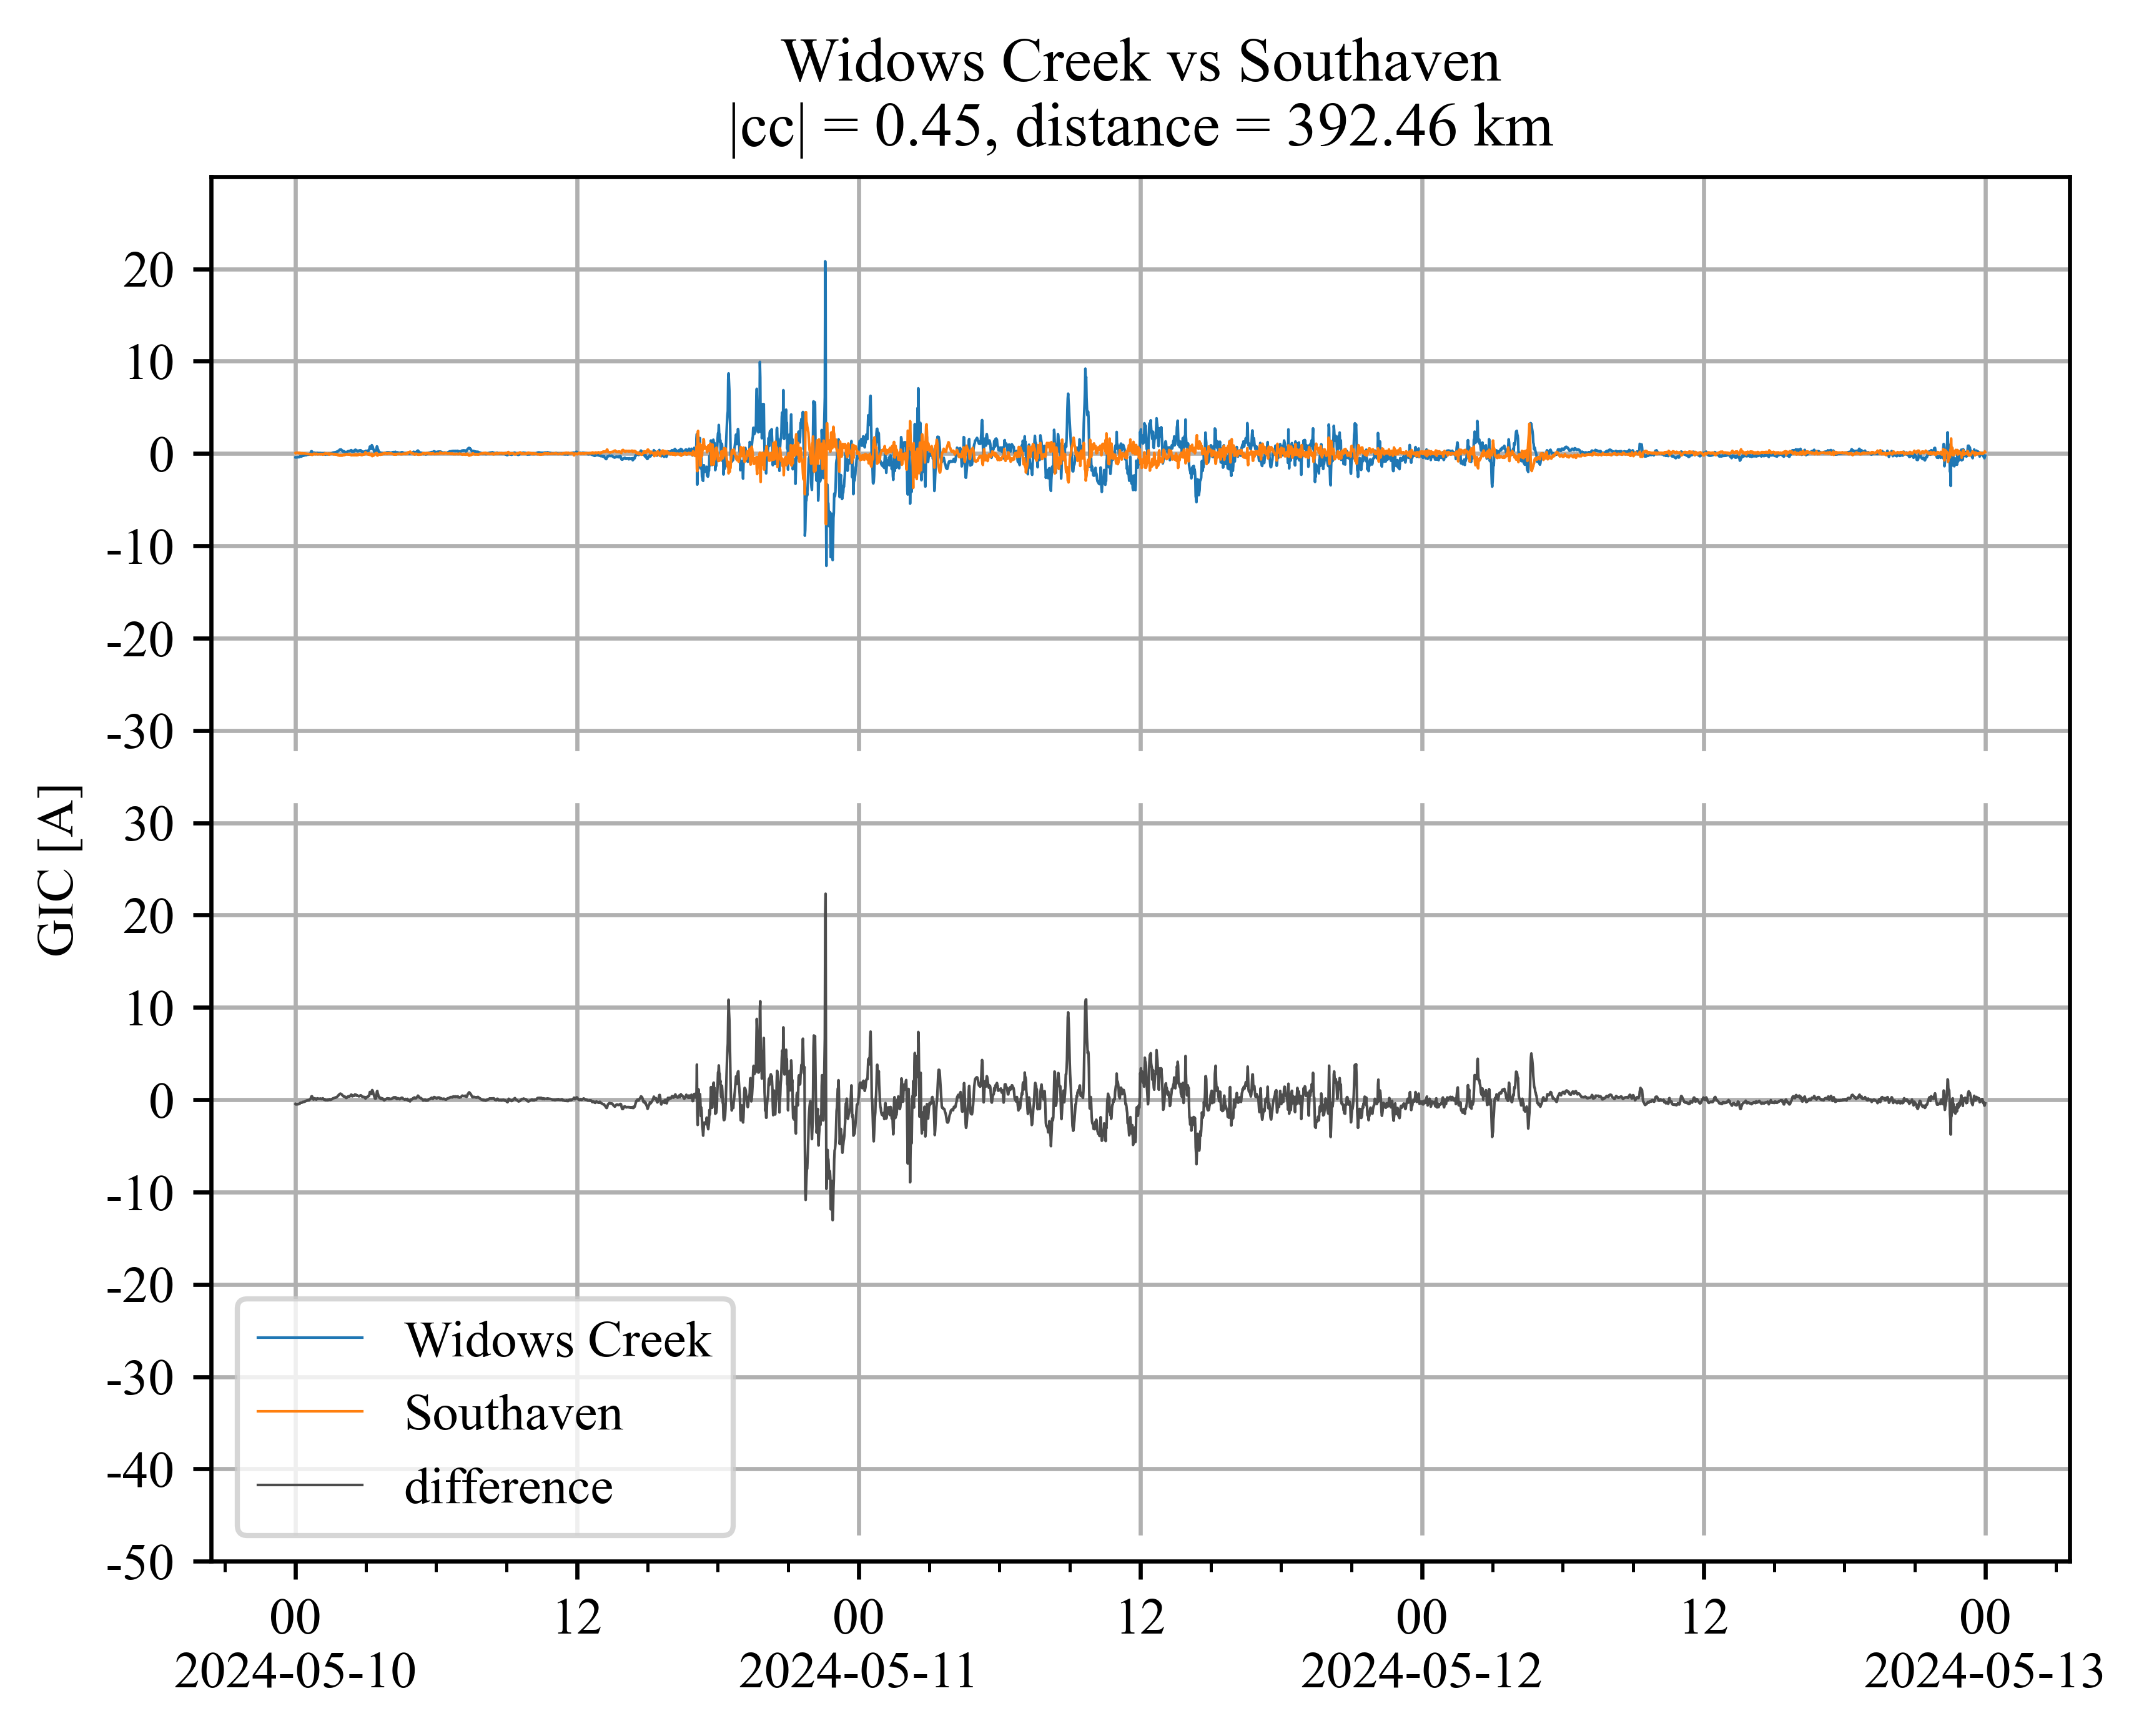 Widows Creek vs Southaven
|cc| = 0.45, distance = 392.46 km
GIC [A]
20
10
0
-10
-20
-30
30
20
10
0
-10
-20
-30
-40
-50
Widows Creek
Southaven
difference
00 12 00 12 00 12 00
2024-05-10 2024-05-11 2024-05-12 2024-05-13